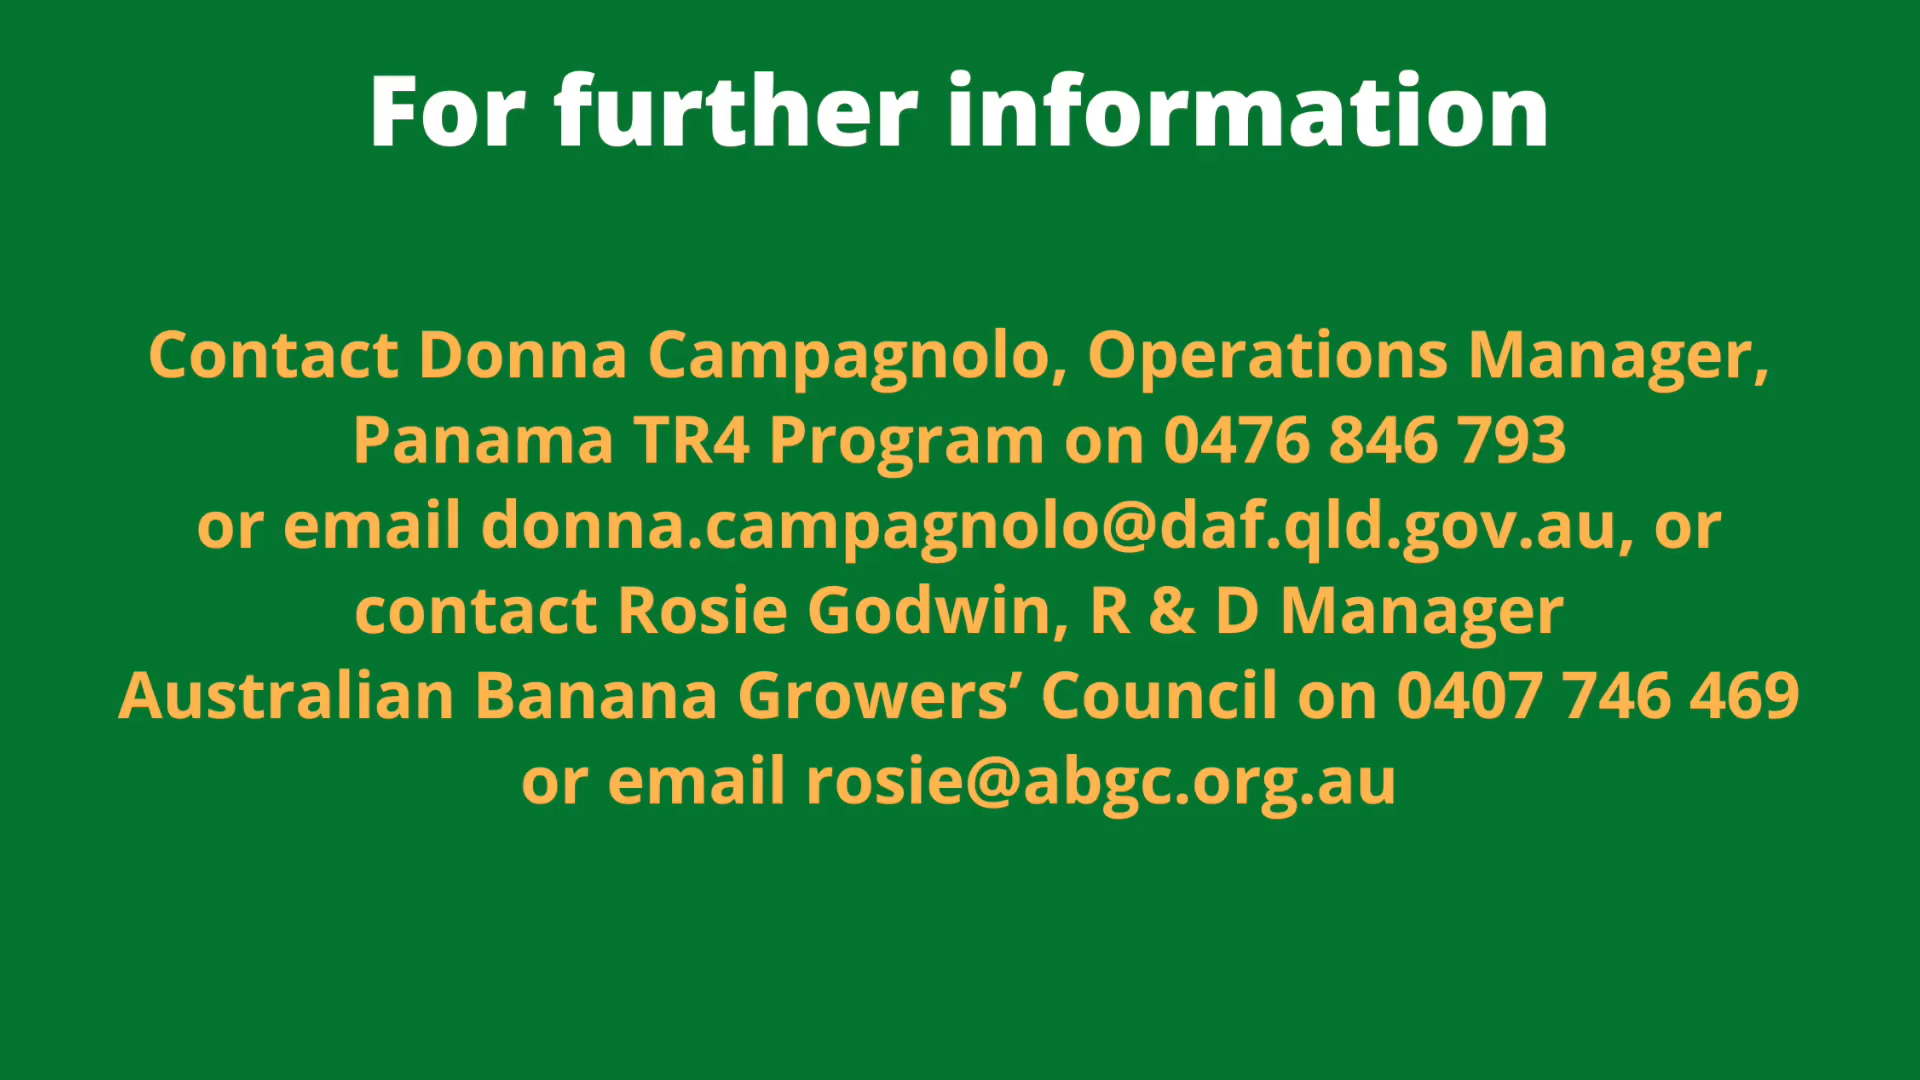 For further information
Contact Donna Campagnolo, Operations Manager,
Panama TR4 Program on 0476 846 793
or email donna.campagnolo@daf.qld.gov.au, or
contact Rosie Godwin, R & D Manager
Australian Banana Growers’ Council on 0407 746 469
or email rosie@abgc.org.au